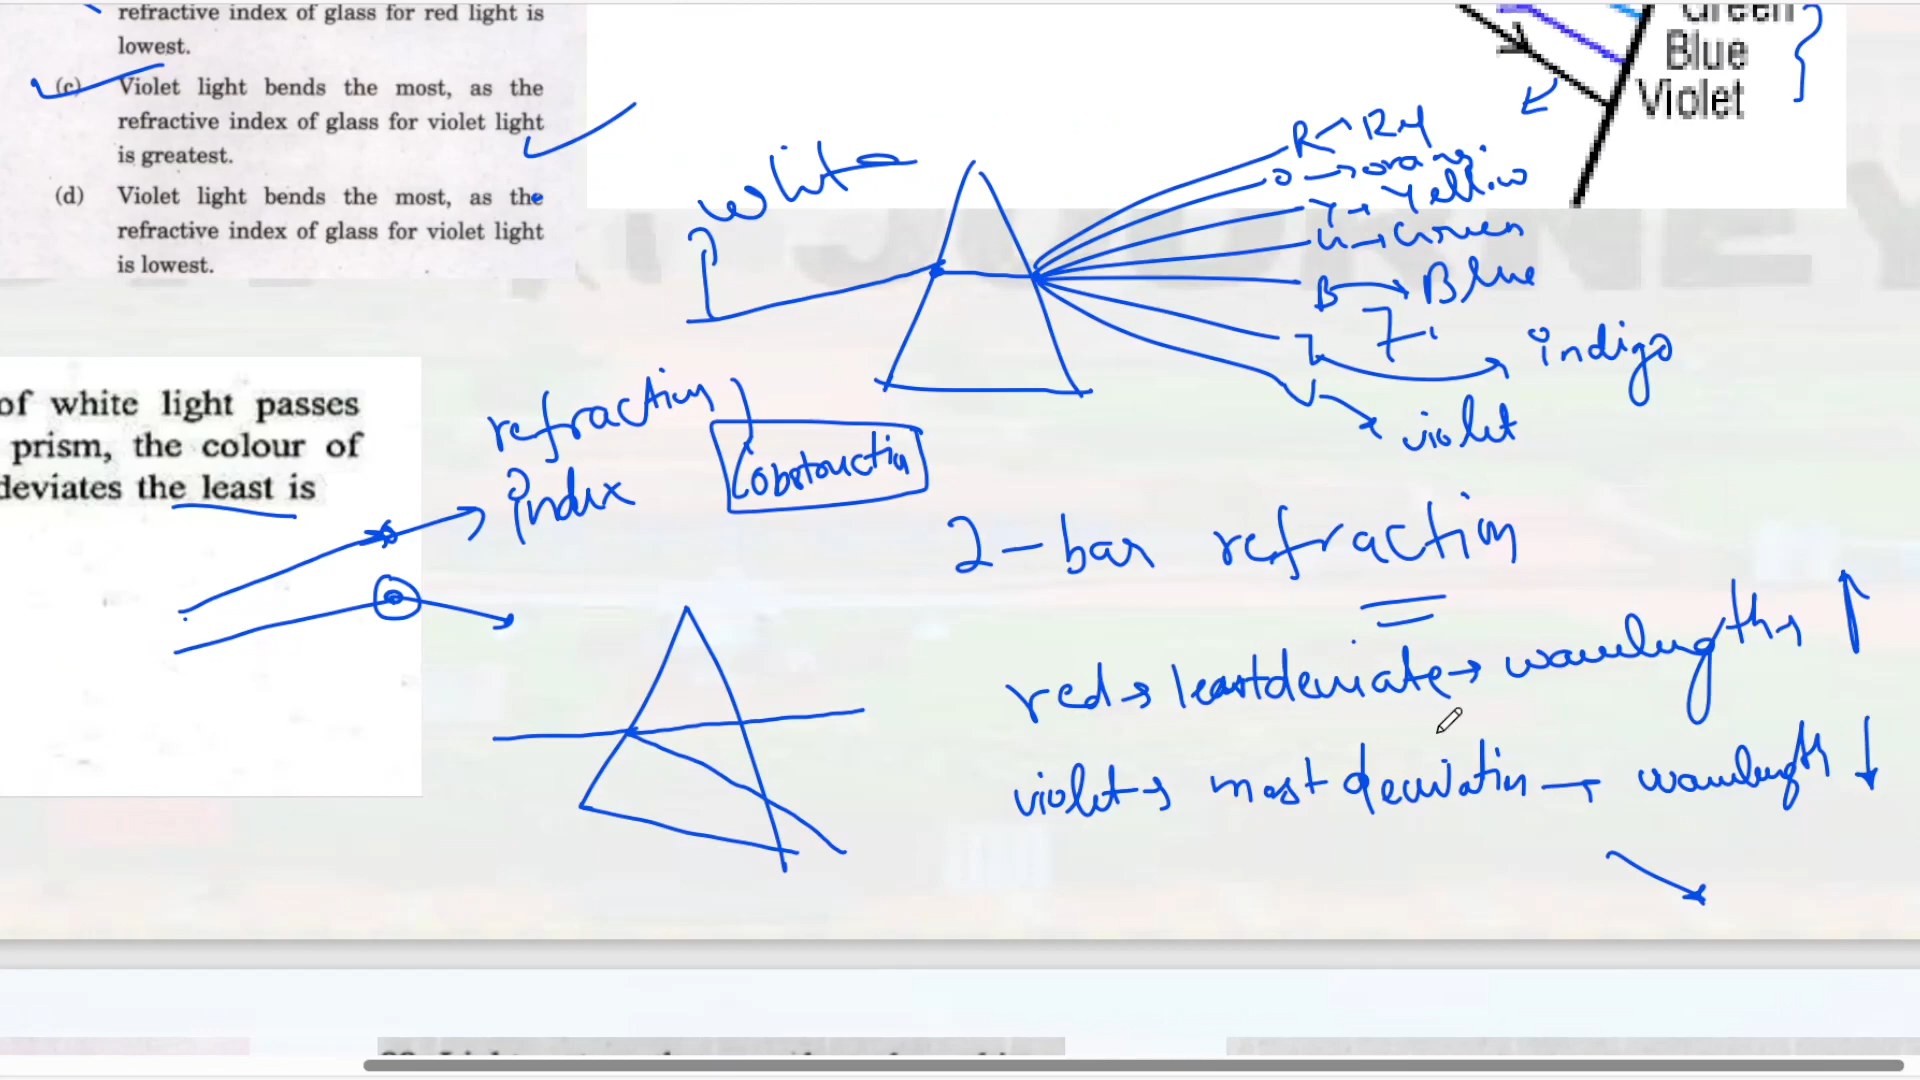 refractive index of glass for red light is
lowest.
(c) Violet light bends the most, as the
refractive index of glass for violet light
is greatest.
(d) Violet light bends the most, as the
refractive index of glass for violet light
is lowest.
Green
Blue
Violet
white
R
O
Y → Yellow
G → Green
B → Blue
I → indigo
7
V → violet
of white light passes
prism, the colour of
deviates the least is
refraction
index
obstruction
2-bar refraction
red → least deviate → wavelength ↑
violet → most deviation → wavelength ↓